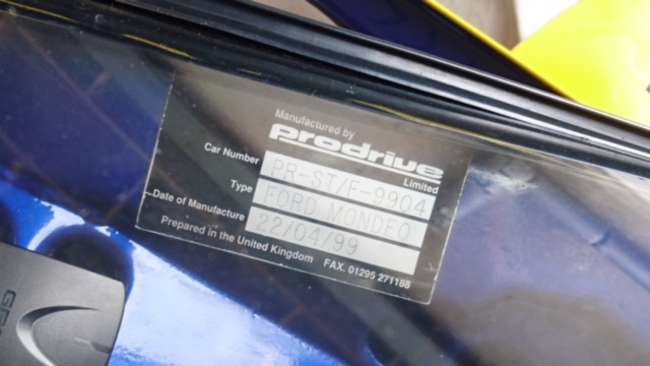 Manufactured by
prodrive
Limited
Car Number PR-ST/F-9904
Type FORD MONDEO
Date of Manufacture 22/04/99
Prepared in the United Kingdom FAX. 01295 271188